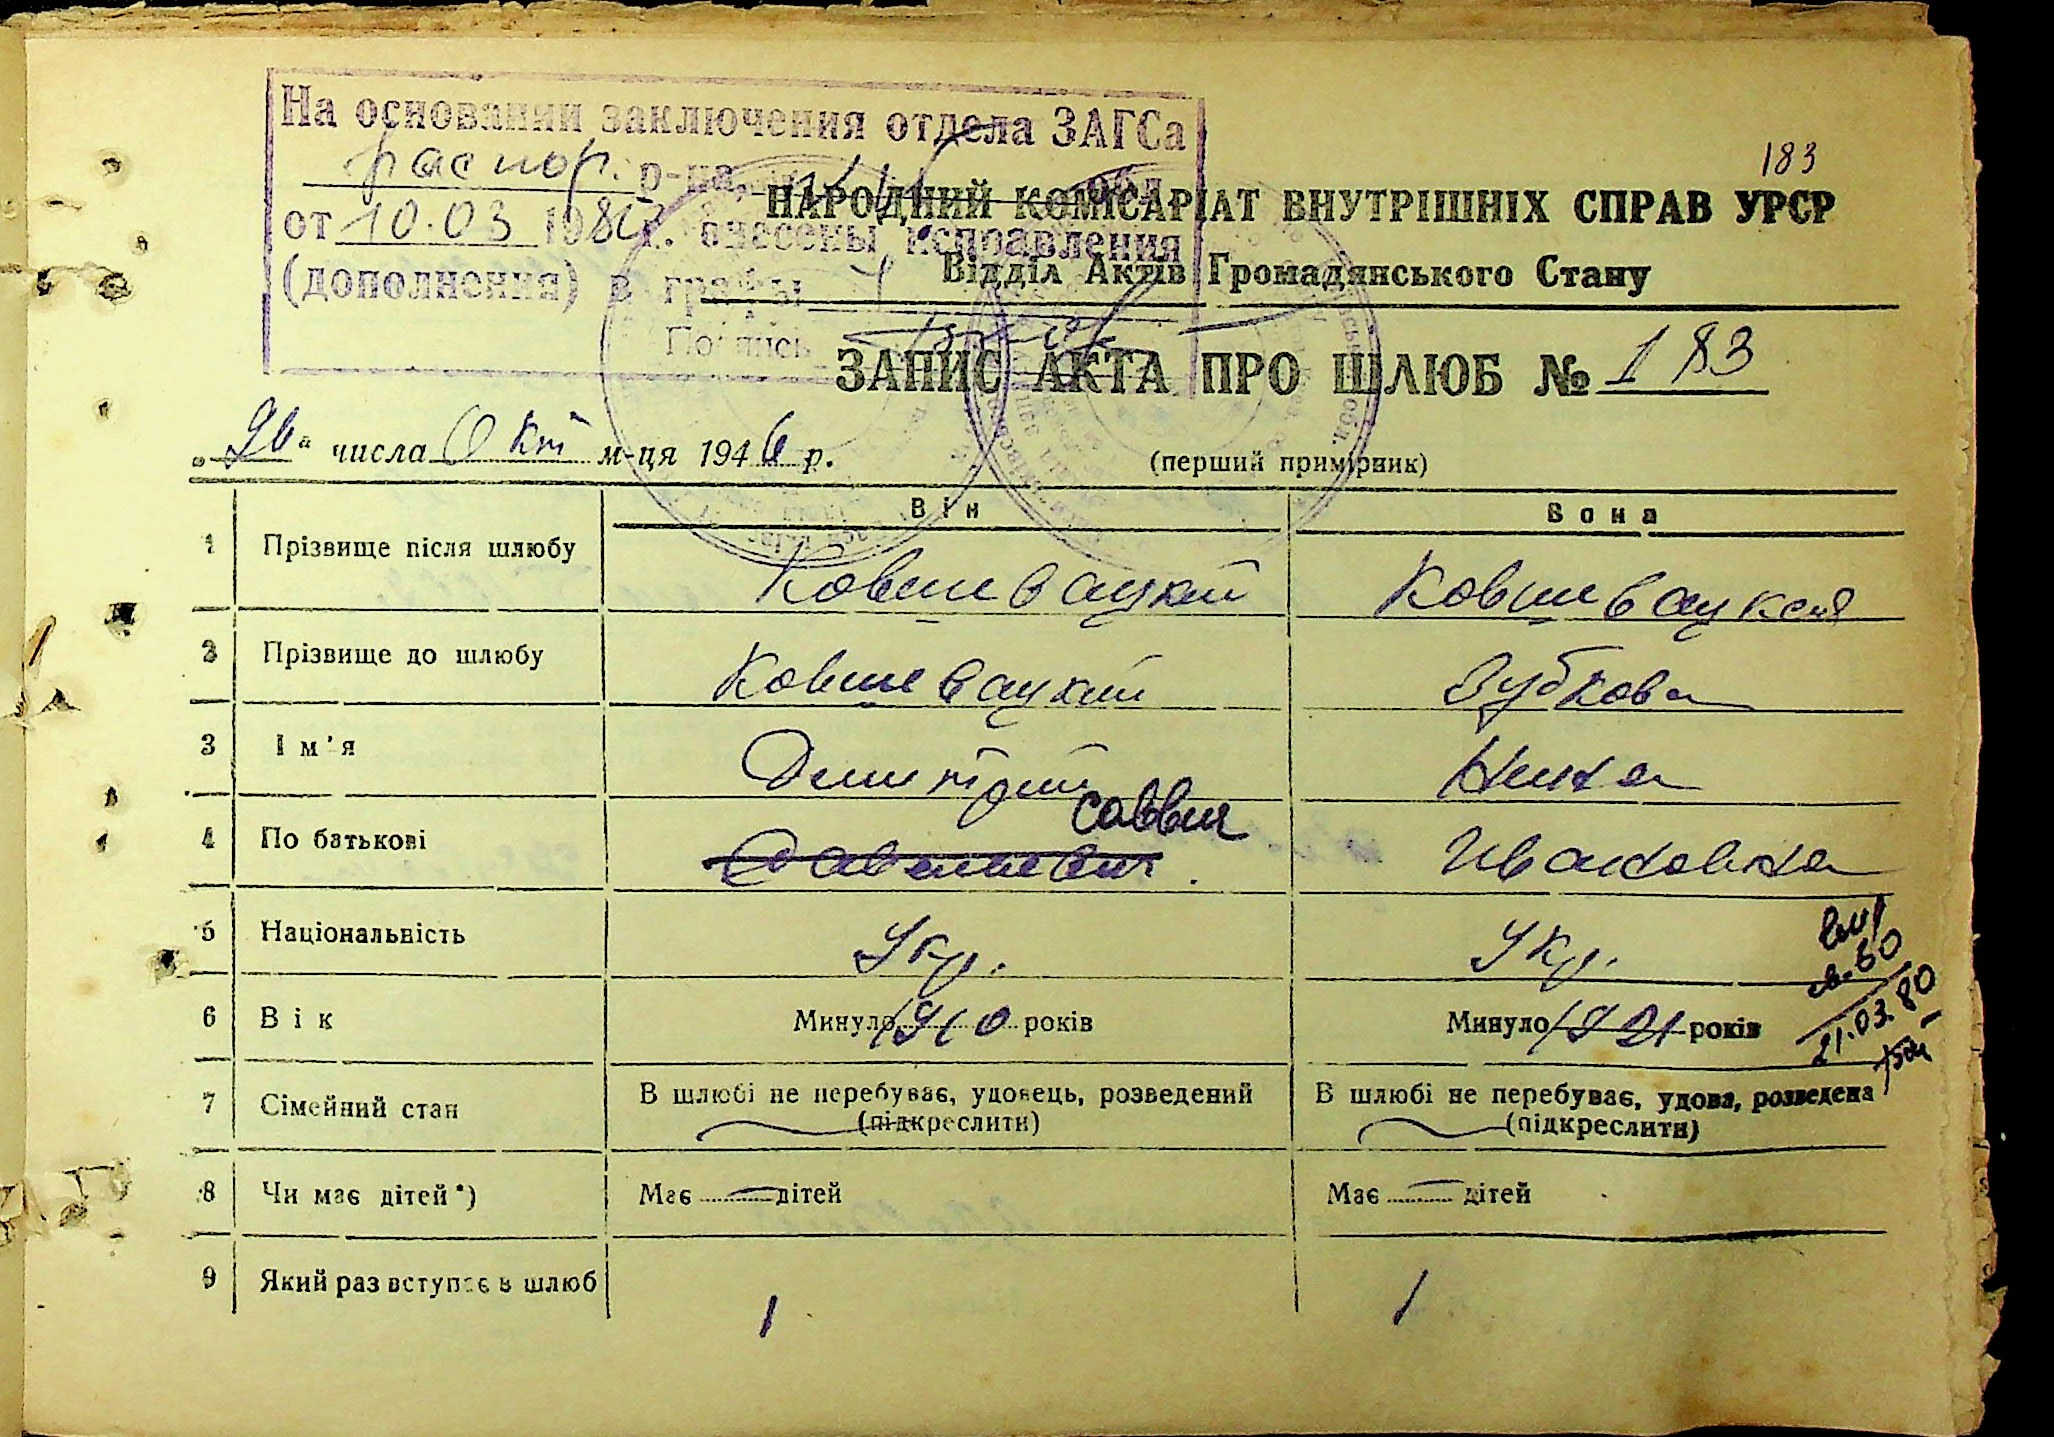 183
На основании заключения отдела ЗАГСа
распор. р-на,
от 10.03 1980 г. внесены исправления
(дополнения) в графы 4
Подпись
НАРОДНИЙ КОМІСАРІАТ ВНУТРІШНІХ СПРАВ УРСР
Відділ Актів Громадянського Стану
ЗАПИС АКТА ПРО ШЛЮБ № 183
„26" числа Окт м-ця 1946 р.
(перший примірник)
Він Вона
1 Прізвище після шлюбу Ковшевацкий Ковшевацкая
2 Прізвище до шлюбу Ковшевацкий Зубкова
3 Ім'я Дмитрий Нина
Саввич
4 По батькові Ивановна
5 Національність Укр. Укр.
6 Вік Минуло 1910 років Минуло 1921 років
21.03.80
7 Сімейний стан В шлюбі не перебуває, удовець, розведений В шлюбі не перебуває, удова, розведена
(підкреслити) (підкреслити)
8 Чи має дітей*) Має — дітей Має — дітей
9 Який раз вступає в шлюб 1 1